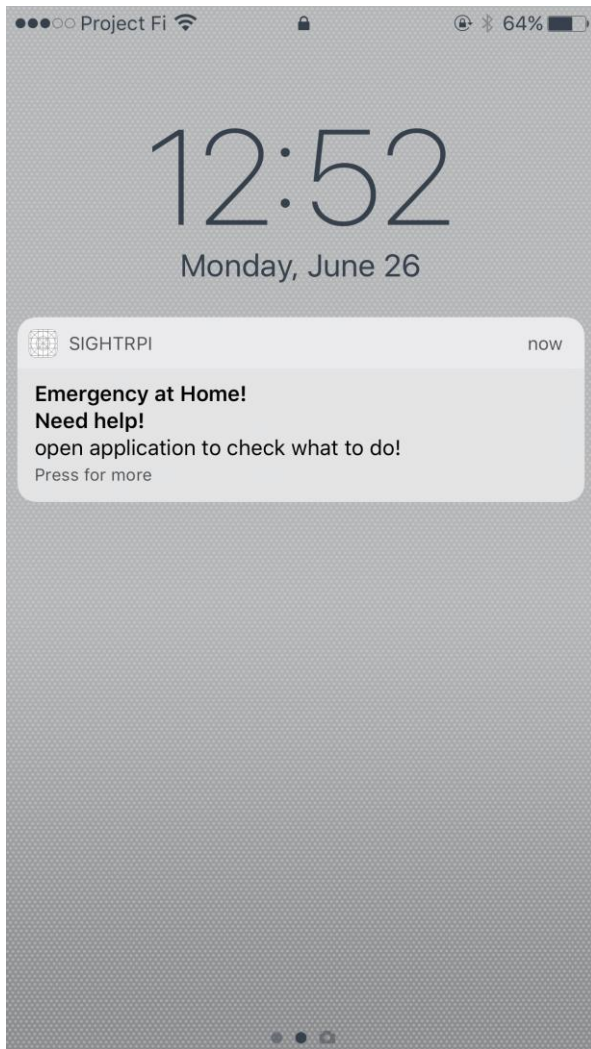 Project Fi 64%
12:52
Monday, June 26
SIGHTRPI now
Emergency at Home!
Need help!
open application to check what to do!
Press for more